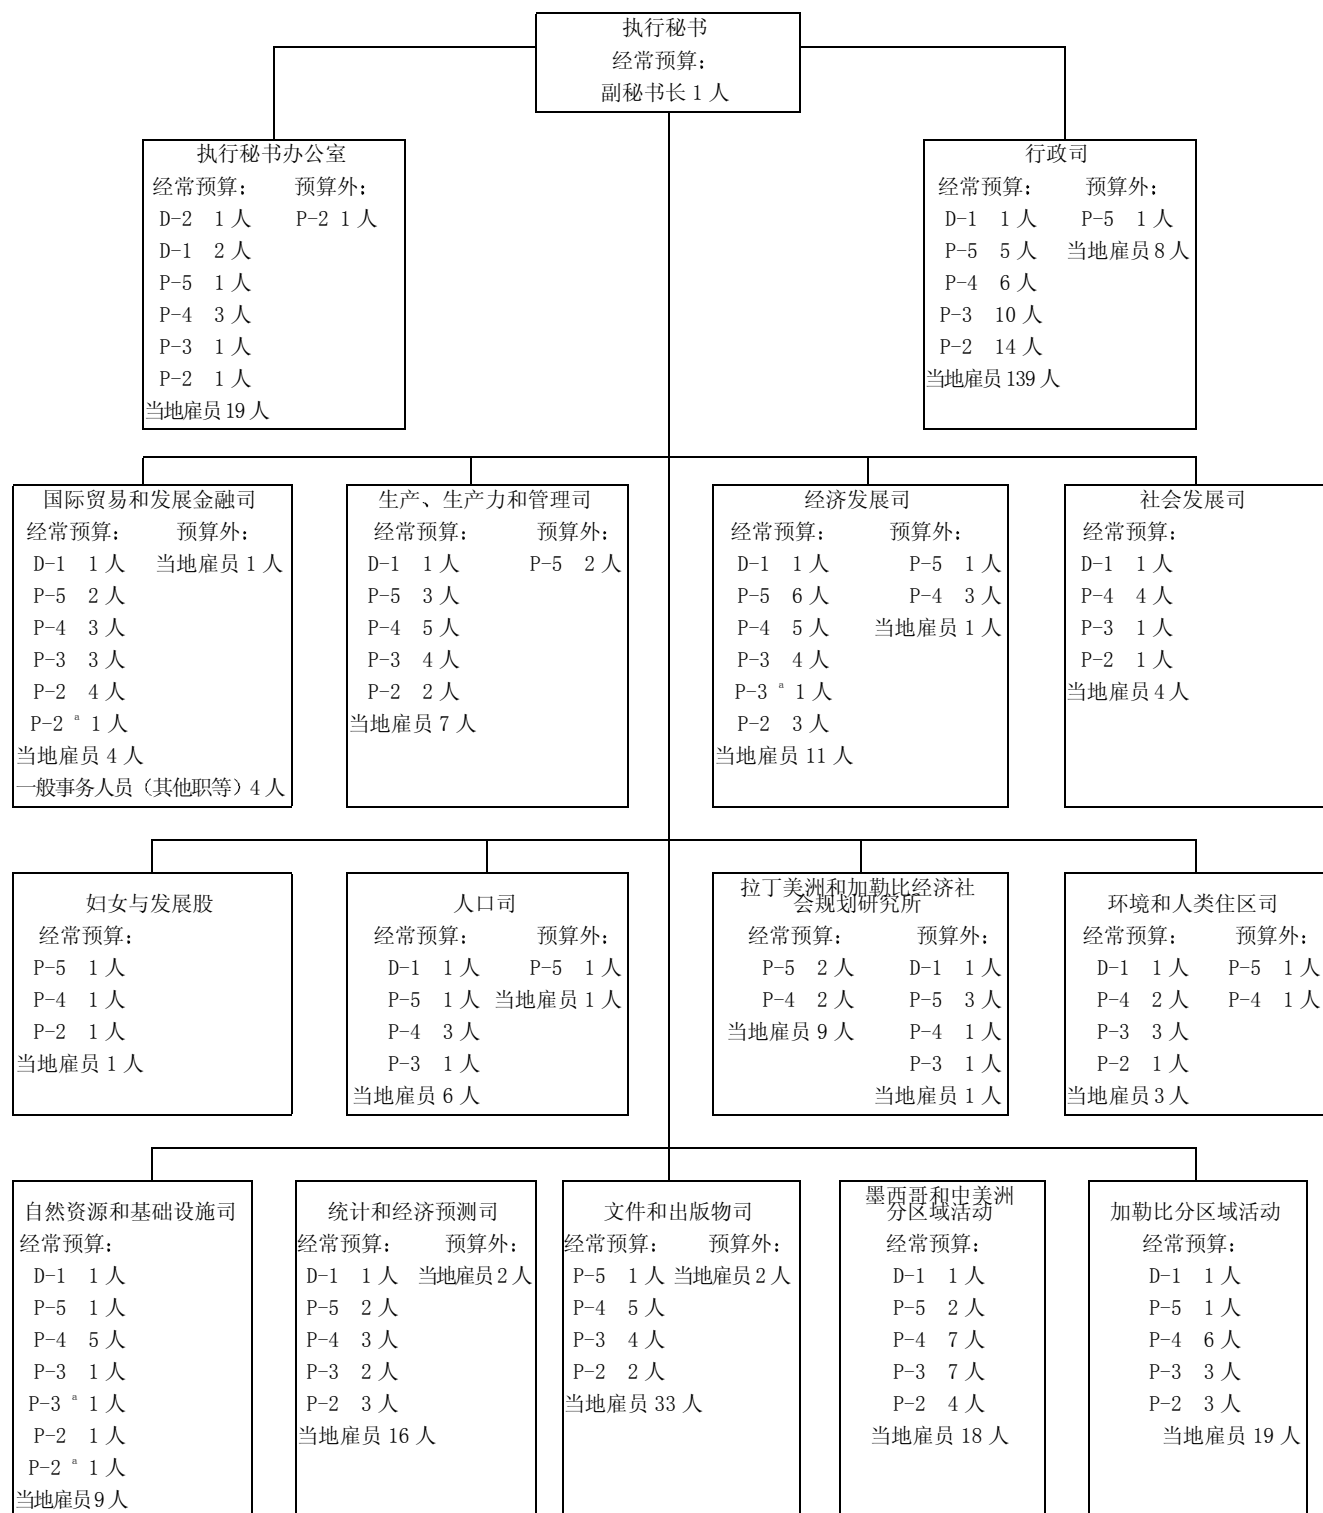 执行秘书
经常预算:
副秘书长 1 人
执行秘书办公室
经常预算: 预算外:
D-2 1 人 P-2 1 人
D-1 2 人
P-5 1 人
P-4 3 人
P-3 1 人
P-2 1 人
当地雇员 19 人
行政司
经常预算: 预算外:
D-1 1 人 P-5 1 人
P-5 5 人 当地雇员 8 人
P-4 6 人
P-3 10 人
P-2 14 人
当地雇员 139 人
国际贸易和发展金融司
经常预算: 预算外:
D-1 1 人 当地雇员 1 人
P-5 2 人
P-4 3 人
P-3 3 人
P-2 4 人
P-2 ª 1 人
当地雇员 4 人
一般事务人员（其他职等）4 人
生产、生产力和管理司
经常预算: 预算外:
D-1 1 人 P-5 2 人
P-5 3 人
P-4 5 人
P-3 4 人
P-2 2 人
当地雇员 7 人
经济发展司
经常预算: 预算外:
D-1 1 人 P-5 1 人
P-5 6 人 P-4 3 人
P-4 5 人 当地雇员 1 人
P-3 4 人
P-3 ª 1 人
P-2 3 人
当地雇员 11 人
社会发展司
经常预算:
D-1 1 人
P-4 4 人
P-3 1 人
P-2 1 人
当地雇员 4 人
妇女与发展股
经常预算:
P-5 1 人
P-4 1 人
P-2 1 人
当地雇员 1 人
人口司
经常预算: 预算外:
D-1 1 人 P-5 1 人
P-5 1 人 当地雇员 1 人
P-4 3 人
P-3 1 人
当地雇员 6 人
拉丁美洲和加勒比经济社
会规划研究所
经常预算: 预算外:
P-5 2 人 D-1 1 人
P-4 2 人 P-5 3 人
当地雇员 9 人 P-4 1 人
P-3 1 人
当地雇员 1 人
环境和人类住区司
经常预算: 预算外:
D-1 1 人 P-5 1 人
P-4 2 人 P-4 1 人
P-3 3 人
P-2 1 人
当地雇员 3 人
自然资源和基础设施司
经常预算:
D-1 1 人
P-5 1 人
P-4 5 人
P-3 1 人
P-3 ª 1 人
P-2 1 人
P-2 ª 1 人
当地雇员 9 人
统计和经济预测司
经常预算: 预算外:
D-1 1 人 当地雇员 2 人
P-5 2 人
P-4 3 人
P-3 2 人
P-2 3 人
当地雇员 16 人
文件和出版物司
经常预算: 预算外:
P-5 1 人 当地雇员 2 人
P-4 5 人
P-3 4 人
P-2 2 人
当地雇员 33 人
墨西哥和中美洲
分区域活动
经常预算:
D-1 1 人
P-5 2 人
P-4 7 人
P-3 7 人
P-2 4 人
当地雇员 18 人
加勒比分区域活动
经常预算:
D-1 1 人
P-5 1 人
P-4 6 人
P-3 3 人
P-2 3 人
当地雇员 19 人